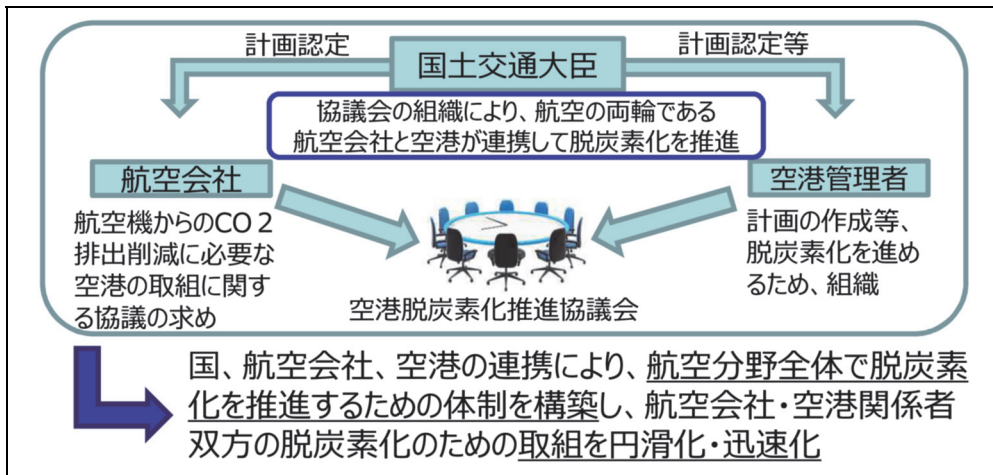 計画認定
国土交通大臣
計画認定等
協議会の組織により、航空の両輪である
航空会社と空港が連携して脱炭素化を推進
航空会社
空港管理者
航空機からのCO2
排出削減に必要な
空港の取組に関す
る協議の求め
計画の作成等、
脱炭素化を進め
るため、組織
空港脱炭素化推進協議会
国、航空会社、空港の連携により、航空分野全体で脱炭素
化を推進するための体制を構築し、航空会社・空港関係者
双方の脱炭素化のための取組を円滑化・迅速化